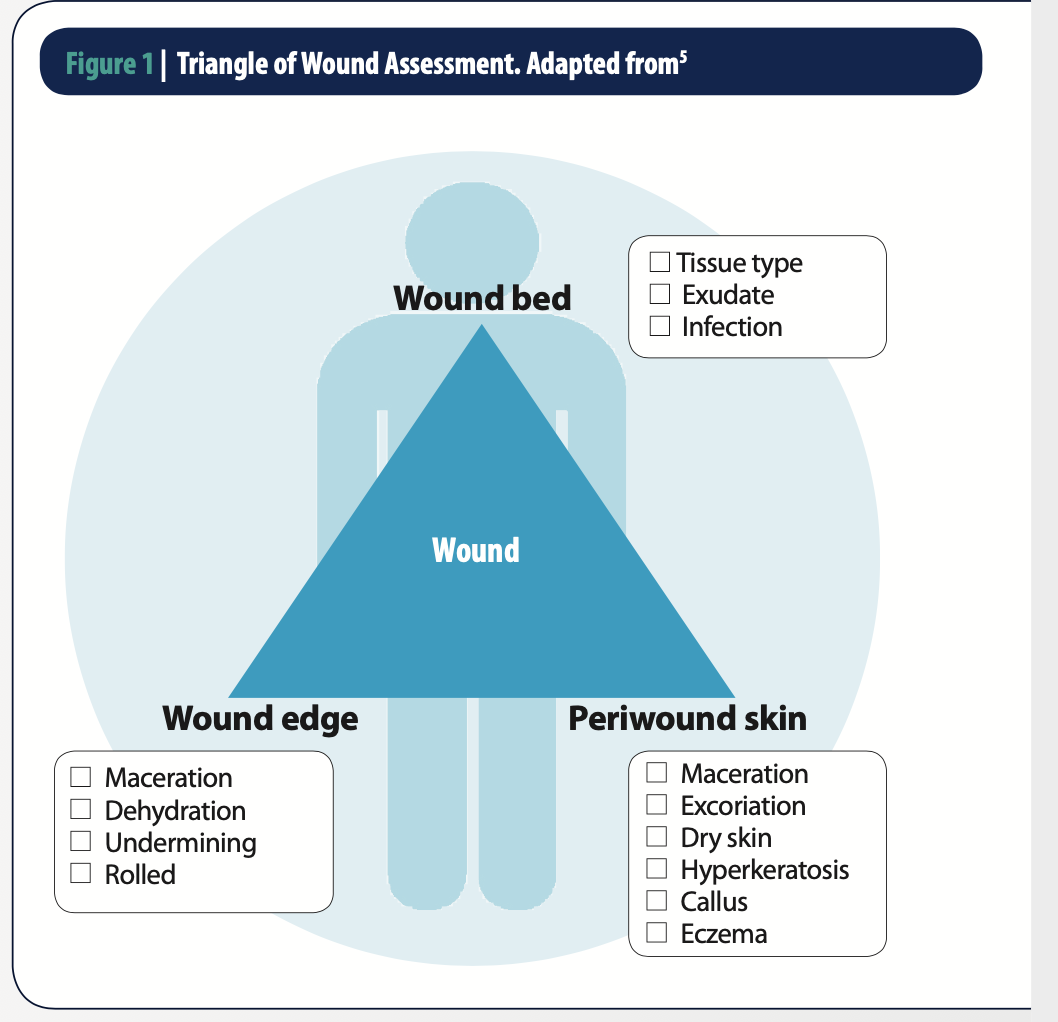 Figure 1 | Triangle of Wound Assessment. Adapted from⁵
Wound bed
☐ Tissue type
☐ Exudate
☐ Infection
Wound
Wound edge
☐ Maceration
☐ Dehydration
☐ Undermining
☐ Rolled
Periwound skin
☐ Maceration
☐ Excoriation
☐ Dry skin
☐ Hyperkeratosis
☐ Callus
☐ Eczema